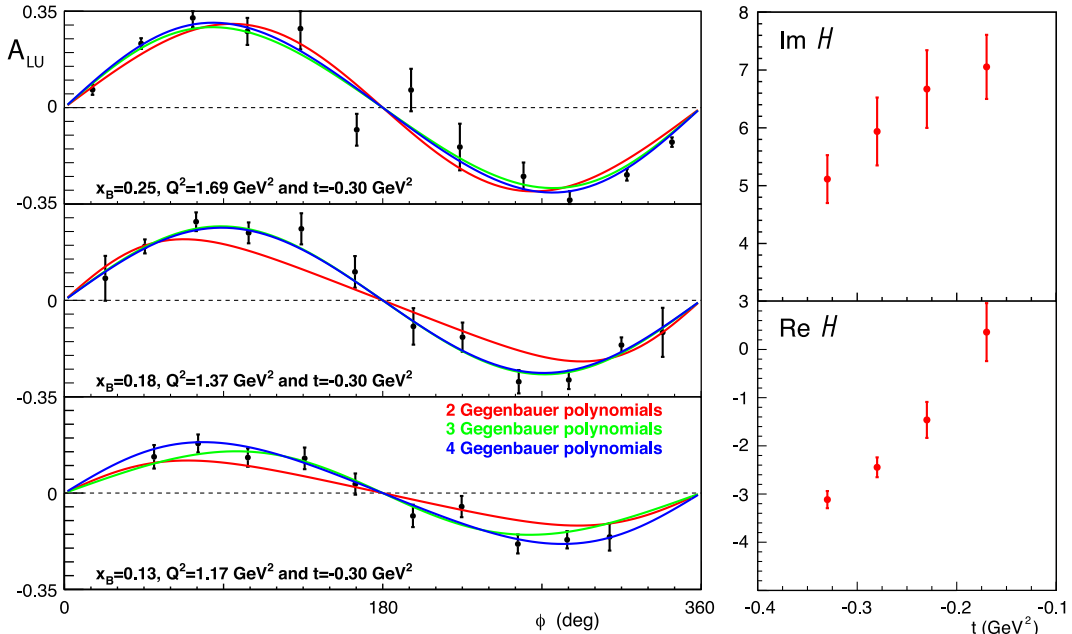 0.35
A_LU
0
x_B=0.25, Q²=1.69 GeV² and t=-0.30 GeV²
-0.35
0
x_B=0.18, Q²=1.37 GeV² and t=-0.30 GeV²
-0.35
2 Gegenbauer polynomials
3 Gegenbauer polynomials
4 Gegenbauer polynomials
0
x_B=0.13, Q²=1.17 GeV² and t=-0.30 GeV²
-0.35
0 180 360
ϕ (deg)
8
Im H
7
6
5
4
3
Re H
0
-1
-2
-3
-4
-0.4 -0.3 -0.2 -0.1
t (GeV²)